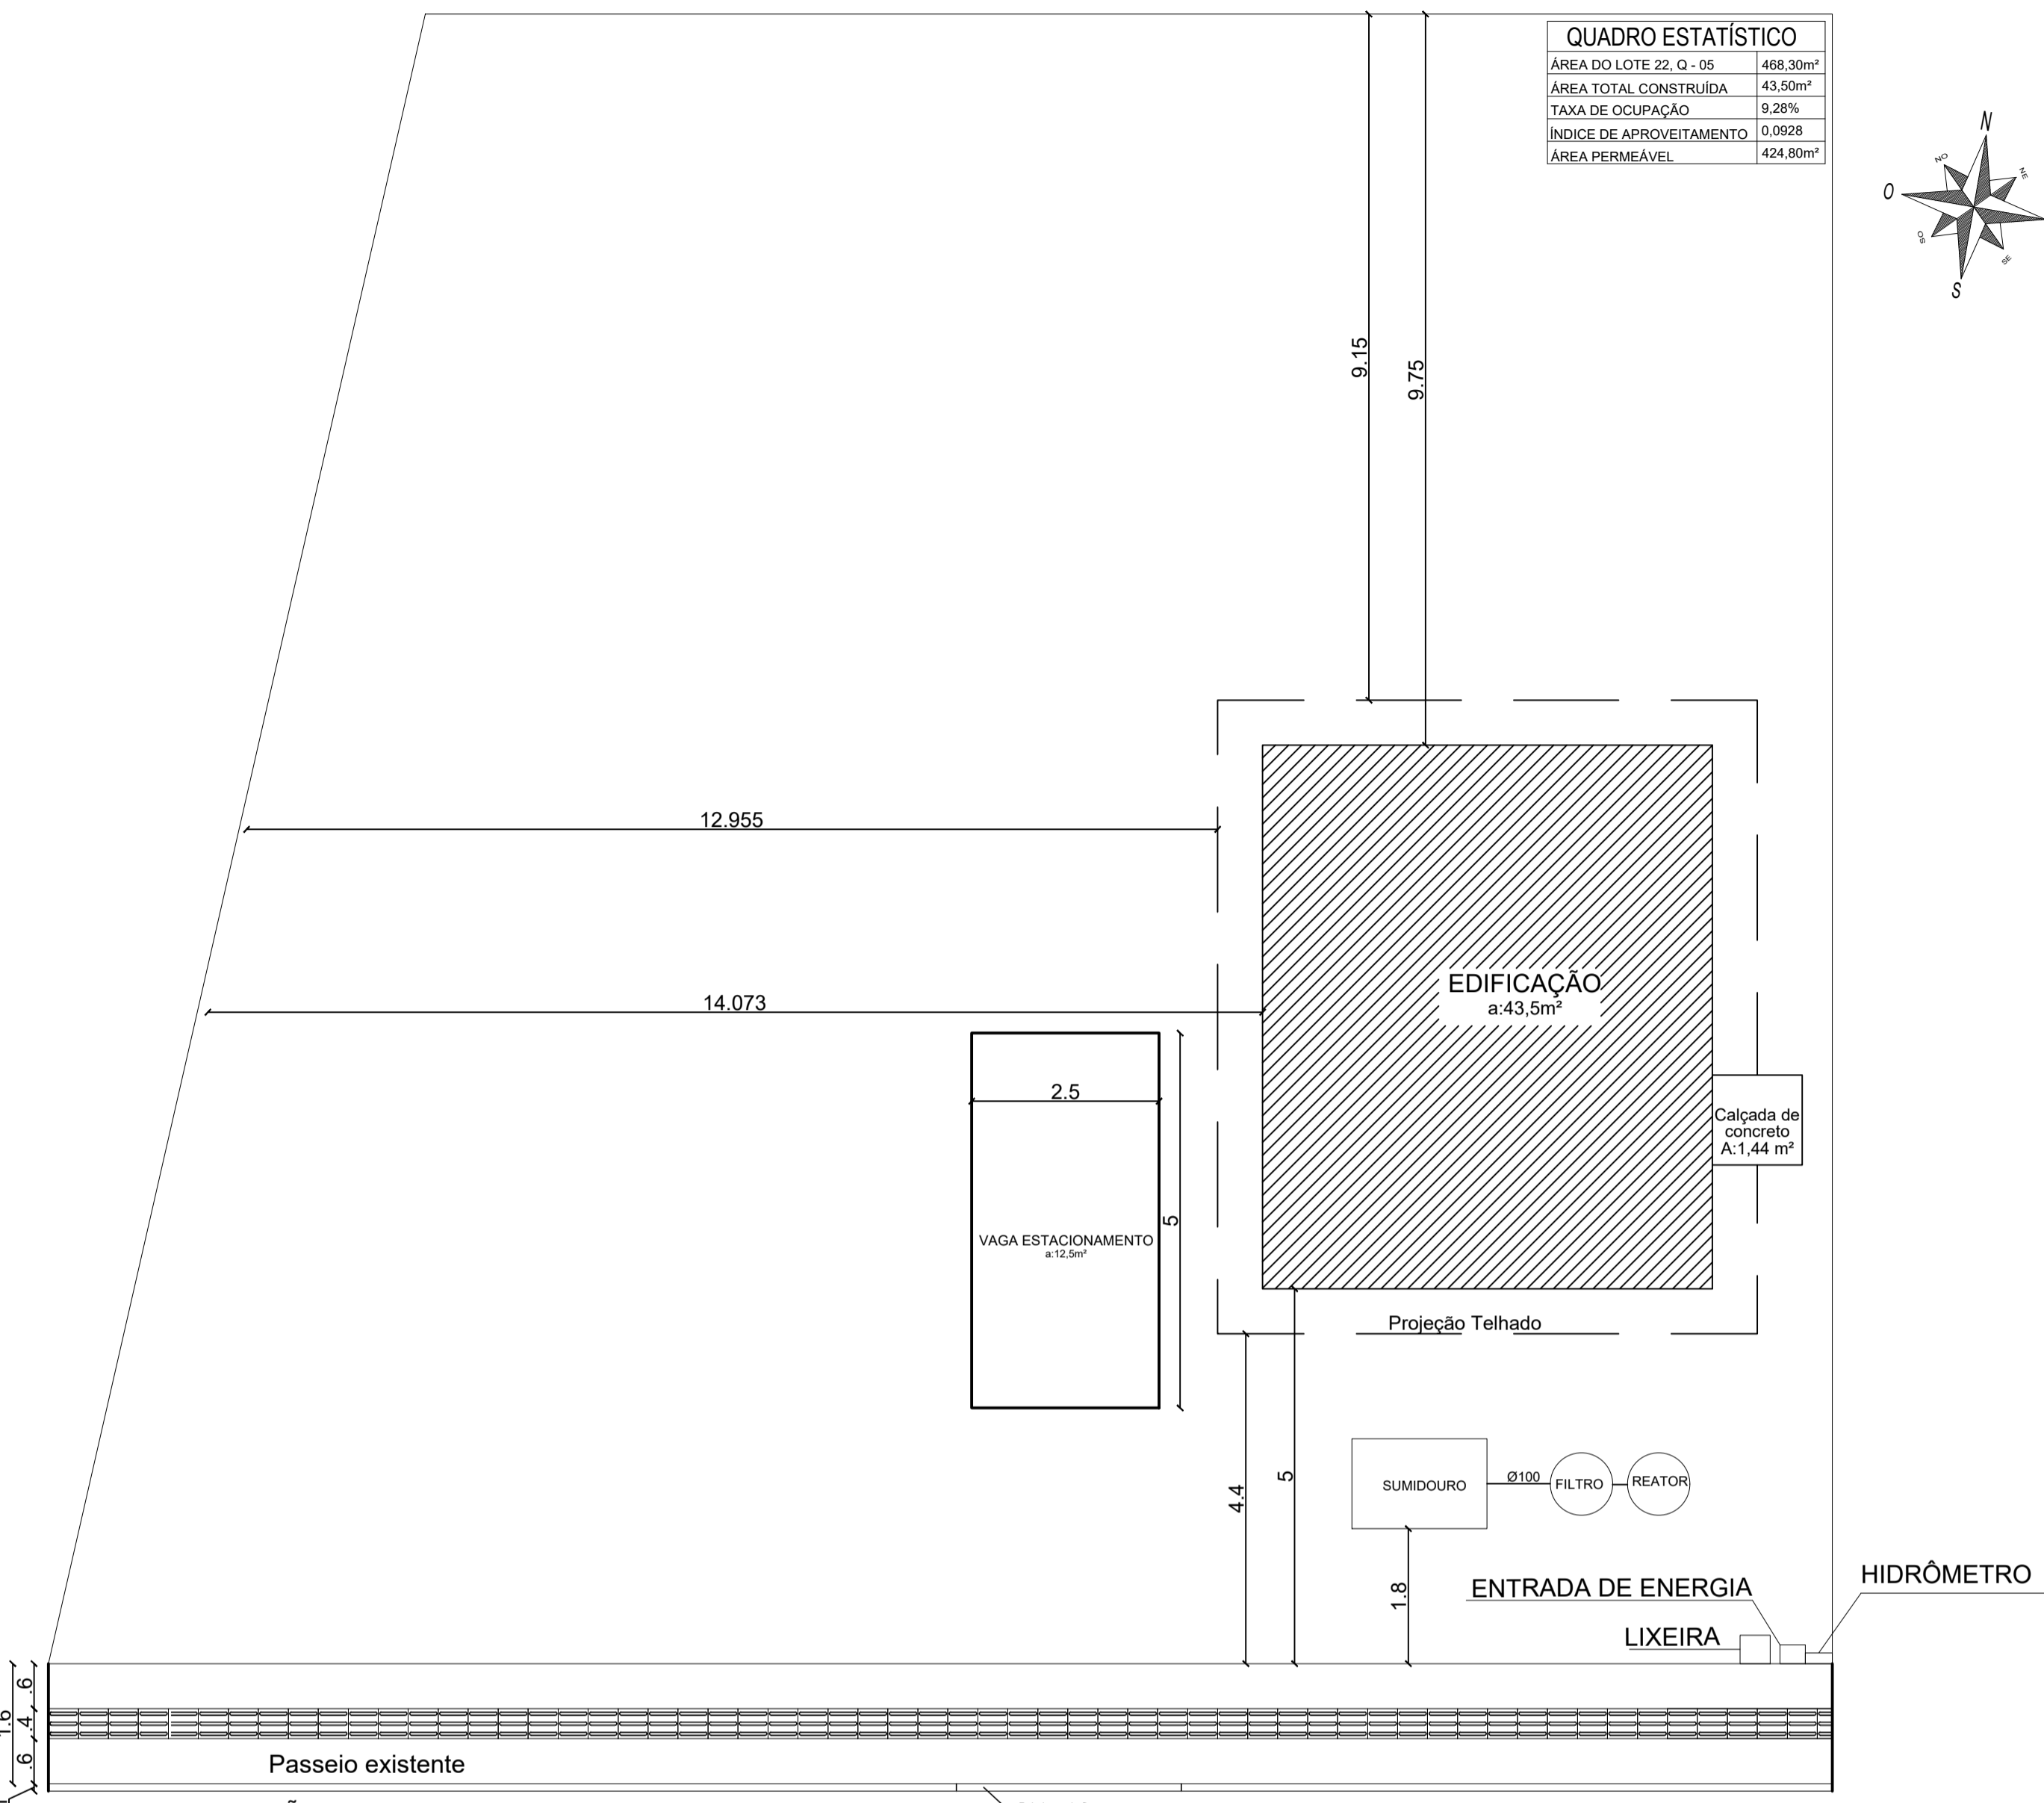 QUADRO ESTATÍSTICO
ÁREA DO LOTE 22, Q - 05 468,30m²
ÁREA TOTAL CONSTRUÍDA 43,50m²
TAXA DE OCUPAÇÃO 9,28%
ÍNDICE DE APROVEITAMENTO 0,0928
ÁREA PERMEÁVEL 424,80m²
N
NO
NE
O
SO
SE
S
9.15
9.75
12.955
14.073
EDIFICAÇÃO
a:43,5m²
2.5
Calçada de
concreto
A:1,44 m²
5
VAGA ESTACIONAMENTO
a:12,5m²
Projeção Telhado
4.4
5
SUMIDOURO
Ø100
FILTRO
REATOR
1.8
ENTRADA DE ENERGIA
HIDRÔMETRO
LIXEIRA
.6
1.6
.4
.6
Passeio existente